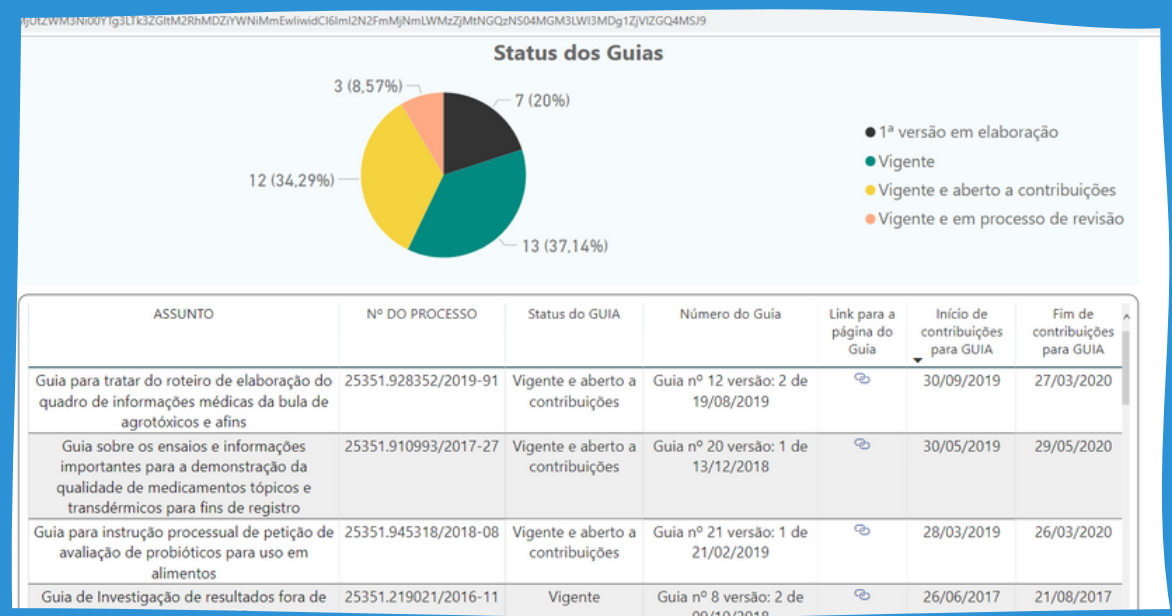 Status dos Guias
3 (8,57%)
7 (20%)
12 (34,29%)
13 (37,14%)
1ª versão em elaboração
Vigente
Vigente e aberto a contribuições
Vigente e em processo de revisão
ASSUNTO
Nº DO PROCESSO
Status do GUIA
Número do Guia
Link para a
página do
Guia
Início de
contribuições
para GUIA
Fim de
contribuições
para GUIA
Guia para tratar do roteiro de elaboração do
quadro de informações médicas da bula de
agrotóxicos e afins
25351.928352/2019-91
Vigente e aberto a
contribuições
Guia nº 12 versão: 2 de
19/08/2019
30/09/2019
27/03/2020
Guia sobre os ensaios e informações
importantes para a demonstração da
qualidade de medicamentos tópicos e
transdérmicos para fins de registro
25351.910993/2017-27
Vigente e aberto a
contribuições
Guia nº 20 versão: 1 de
13/12/2018
30/05/2019
29/05/2020
Guia para instrução processual de petição de
avaliação de probióticos para uso em
alimentos
25351.945318/2018-08
Vigente e aberto a
contribuições
Guia nº 21 versão: 1 de
21/02/2019
28/03/2019
26/03/2020
Guia de Investigação de resultados fora de
25351.219021/2016-11
Vigente
Guia nº 8 versão: 2 de
26/06/2017
21/08/2017